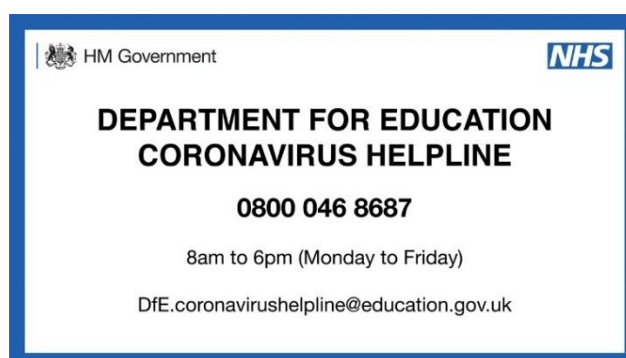 HM Government
NHS
DEPARTMENT FOR EDUCATION
CORONAVIRUS HELPLINE
0800 046 8687
8am to 6pm (Monday to Friday)
DfE.coronavirushelpline@education.gov.uk